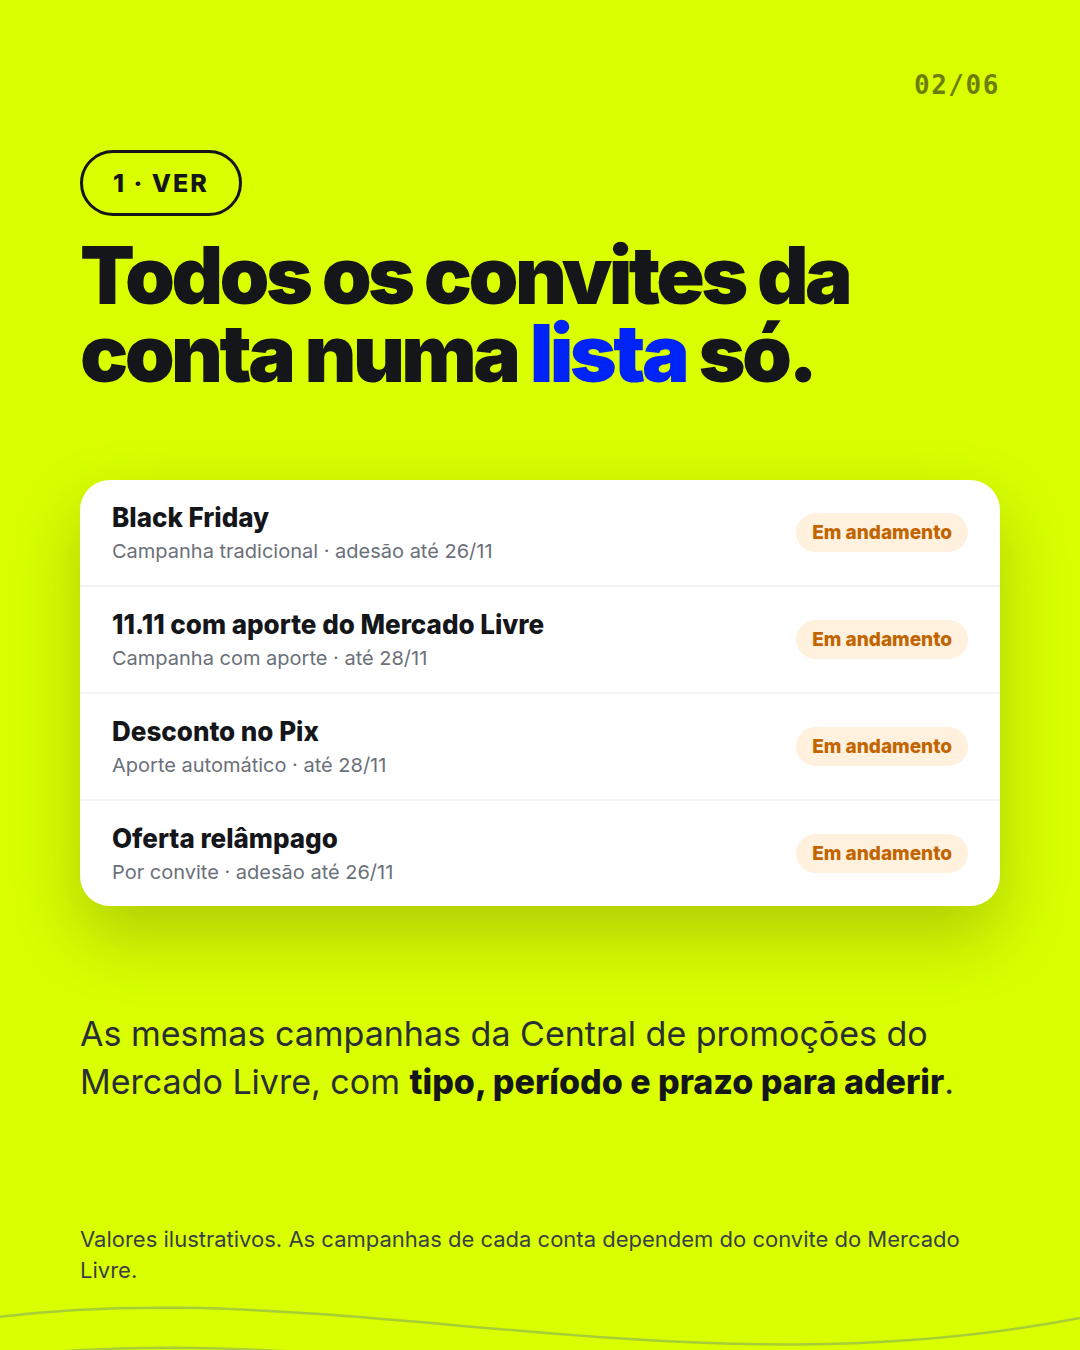 02/06
1 · VER
Todos os convites da
conta numa lista só.
Black Friday
Campanha tradicional · adesão até 26/11
Em andamento
11.11 com aporte do Mercado Livre
Campanha com aporte · até 28/11
Em andamento
Desconto no Pix
Aporte automático · até 28/11
Em andamento
Oferta relâmpago
Por convite · adesão até 26/11
Em andamento
As mesmas campanhas da Central de promoções do
Mercado Livre, com tipo, período e prazo para aderir.
Valores ilustrativos. As campanhas de cada conta dependem do convite do Mercado
Livre.